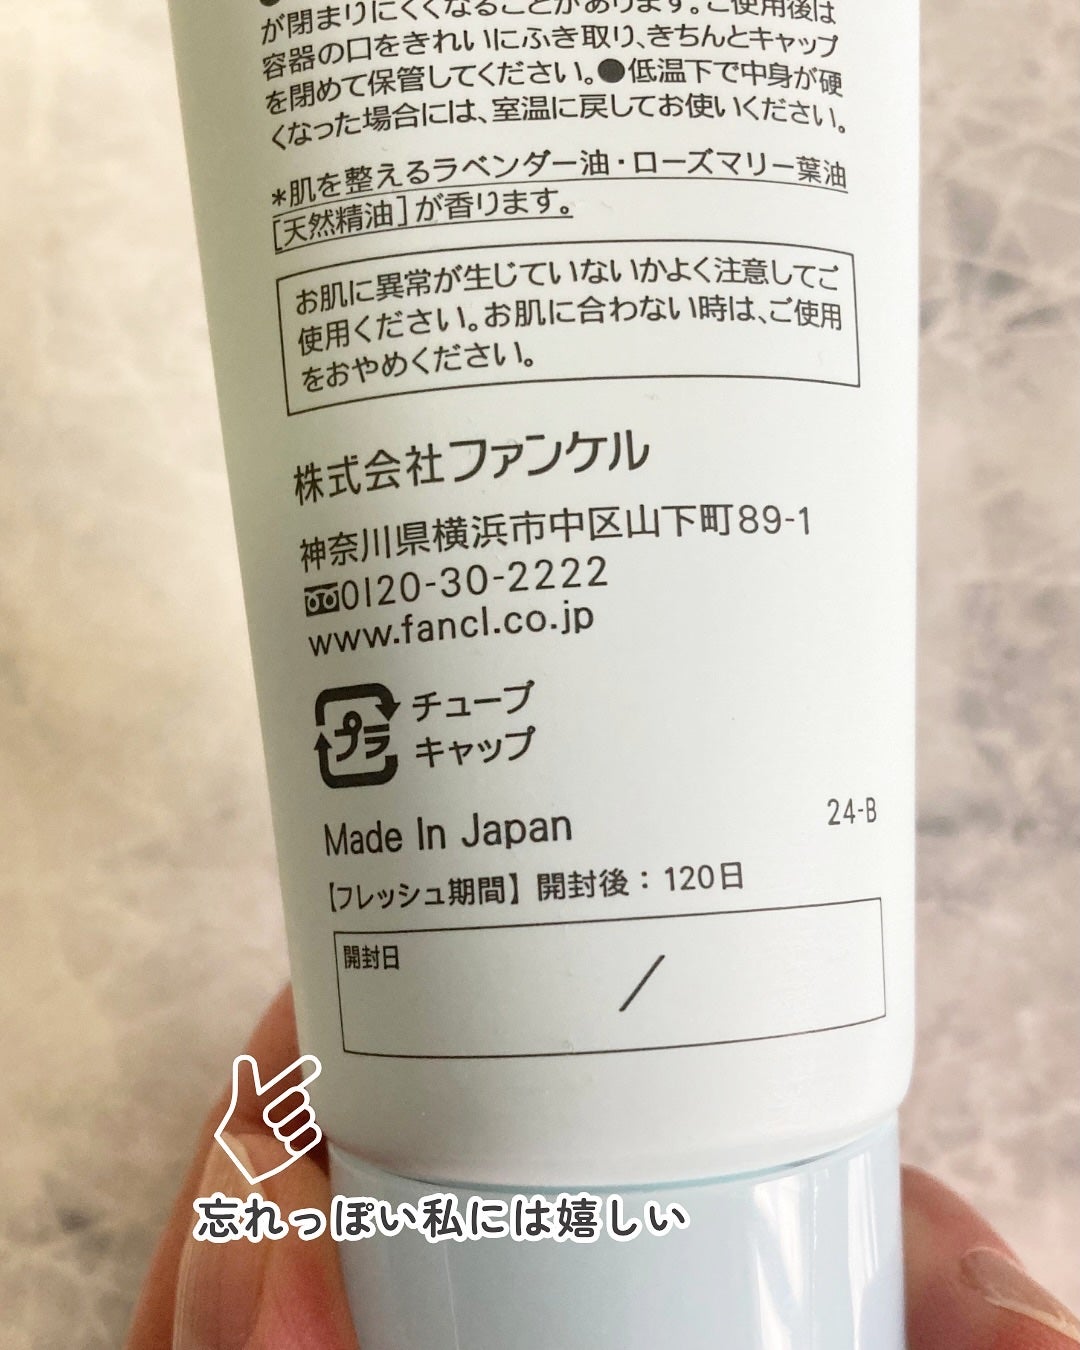 が閉まりにくくなることがあります。ご使用後は
容器の口をきれいにふき取り、きちんとキャップ
を閉めて保管してください。●低温下で中身が硬
くなった場合には、室温に戻してお使いください。
*肌を整えるラベンダー油・ローズマリー葉油
[天然精油]が香ります。
お肌に異常が生じていないかよく注意してご
使用ください。お肌に合わない時は、ご使用
をおやめください。
株式会社ファンケル
神奈川県横浜市中区山下町89-1
0120-30-2222
www.fancl.co.jp
プラ
チューブ
キャップ
Made In Japan
24-B
【フレッシュ期間】開封後：120日
開封日
/
忘れっぽい私には嬉しい